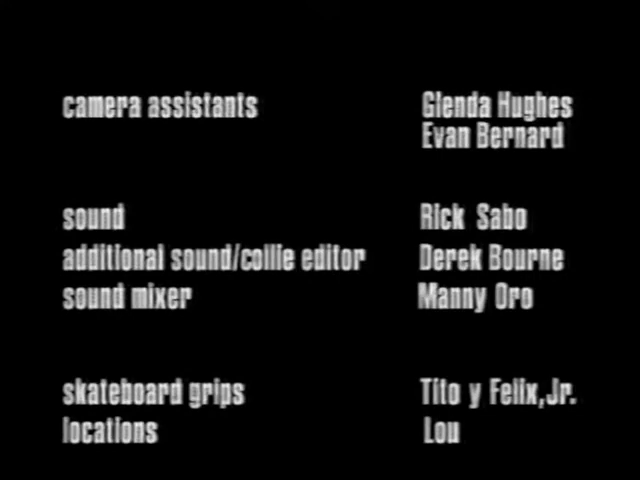 camera assistants Glenda Hughes
Evan Bernard
sound Rick Sabo
additional sound/collie editor Derek Bourne
sound mixer Manny Oro
skateboard grips Tito y Felix,Jr.
locations Lou